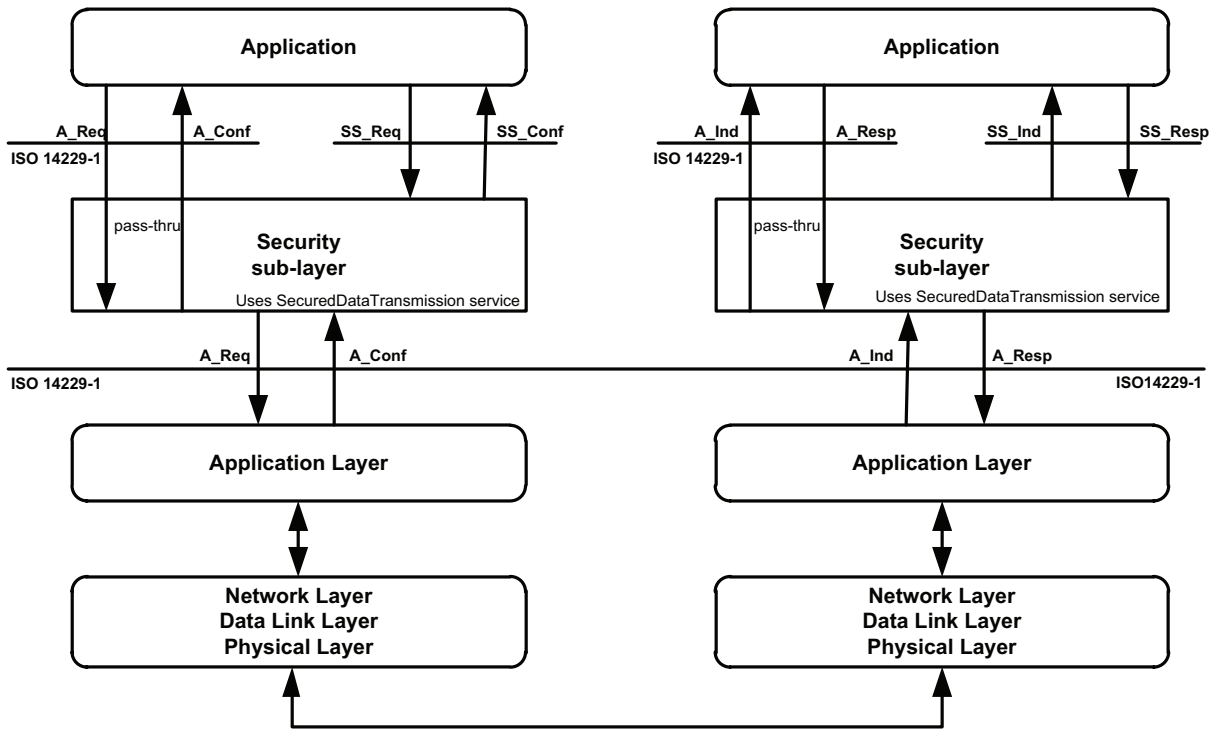 Application
Application
A_Req
A_Conf
SS_Req
SS_Conf
A_Ind
A_Resp
SS_Ind
SS_Resp
ISO 14229-1
ISO 14229-1
pass-thru
Security
sub-layer
Uses SecuredDataTransmission service
pass-thru
Security
sub-layer
Uses SecuredDataTransmission service
A_Req
A_Conf
A_Ind
A_Resp
ISO 14229-1
ISO14229-1
Application Layer
Application Layer
Network Layer
Data Link Layer
Physical Layer
Network Layer
Data Link Layer
Physical Layer